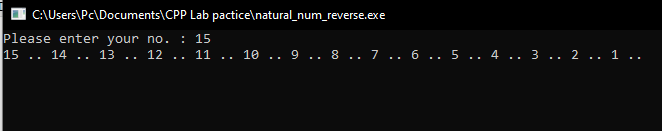 C:\Users\Pc\Documents\CPP Lab pactice\natural_num_reverse.exe
Please enter your no. : 15
15 .. 14 .. 13 .. 12 .. 11 .. 10 .. 9 .. 8 .. 7 .. 6 .. 5 .. 4 .. 3 .. 2 .. 1 ..